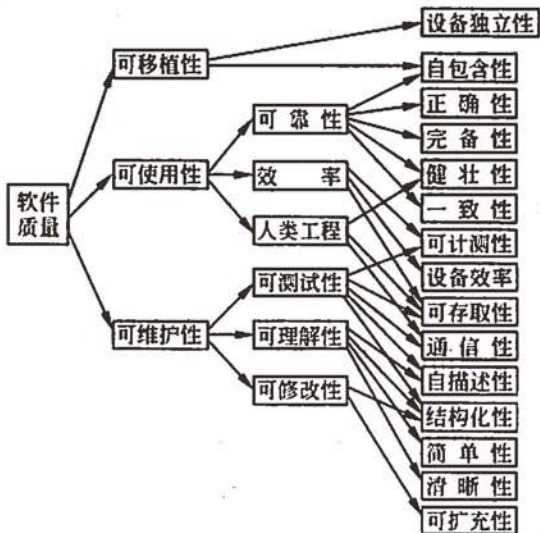 设备独立性
可移植性
自包含性
正确性
可靠性
完备性
可使用性
效率
健壮性
一致性
软件
质量
人类工程
可计测性
设备效率
可测试性
可存取性
可维护性
可理解性
通信性
自描述性
可修改性
结构化性
简单性
清晰性
可扩充性